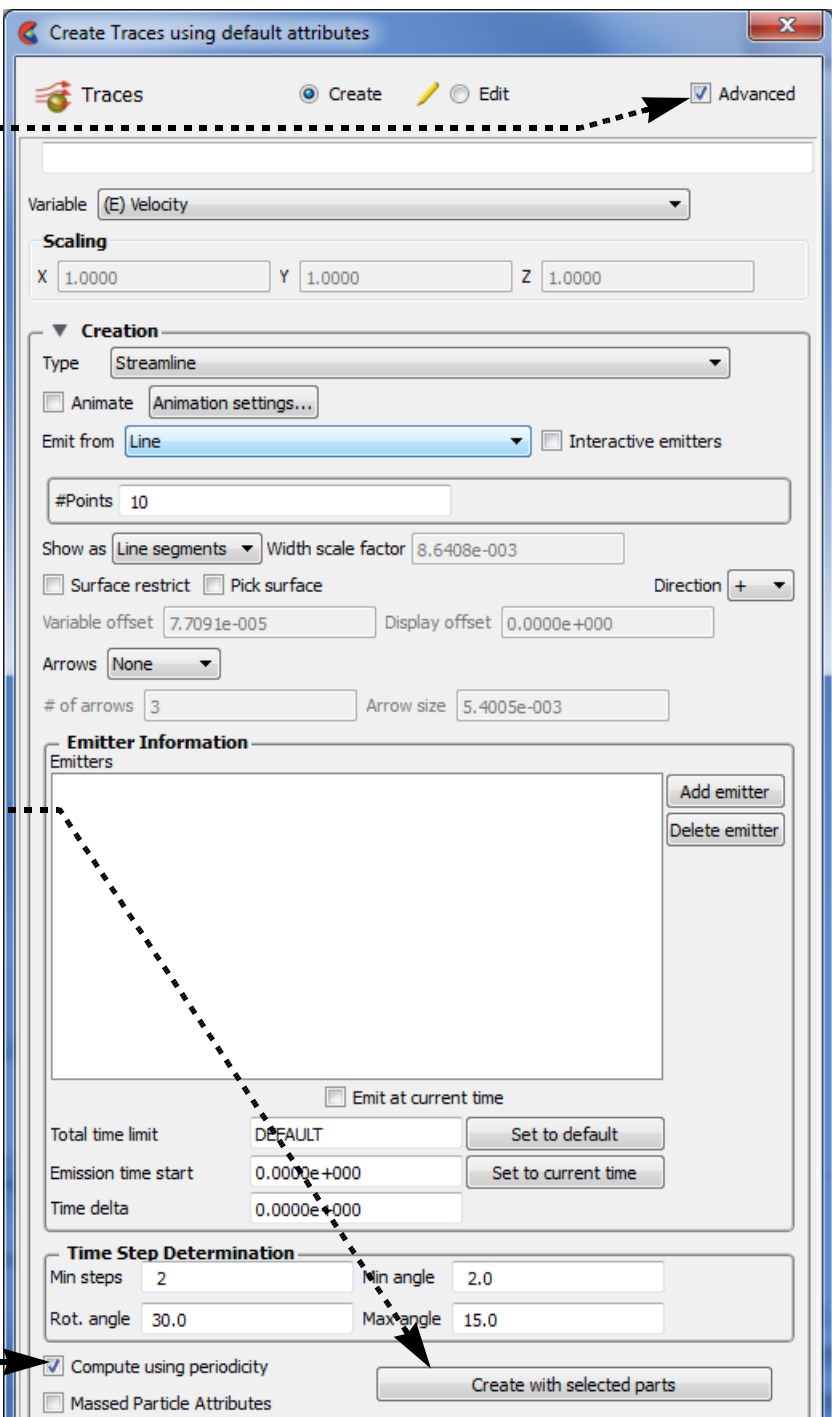 Create Traces using default attributes
Traces Create Edit Advanced
Variable (E) Velocity
Scaling
X 1.0000 Y 1.0000 Z 1.0000
Creation
Type Streamline
Animate Animation settings...
Emit from Line Interactive emitters
#Points 10
Show as Line segments Width scale factor 8.6408e-003
Surface restrict Pick surface Direction +
Variable offset 7.7091e-005 Display offset 0.0000e+000
Arrows None
# of arrows 3 Arrow size 5.4005e-003
Emitter Information
Emitters
Add emitter
Delete emitter
Emit at current time
Total time limit DEFAULT Set to default
Emission time start 0.0000e+000 Set to current time
Time delta 0.0000e+000
Time Step Determination
Min steps 2 Min angle 2.0
Rot. angle 30.0 Max angle 15.0
Compute using periodicity
Create with selected parts
Massed Particle Attributes